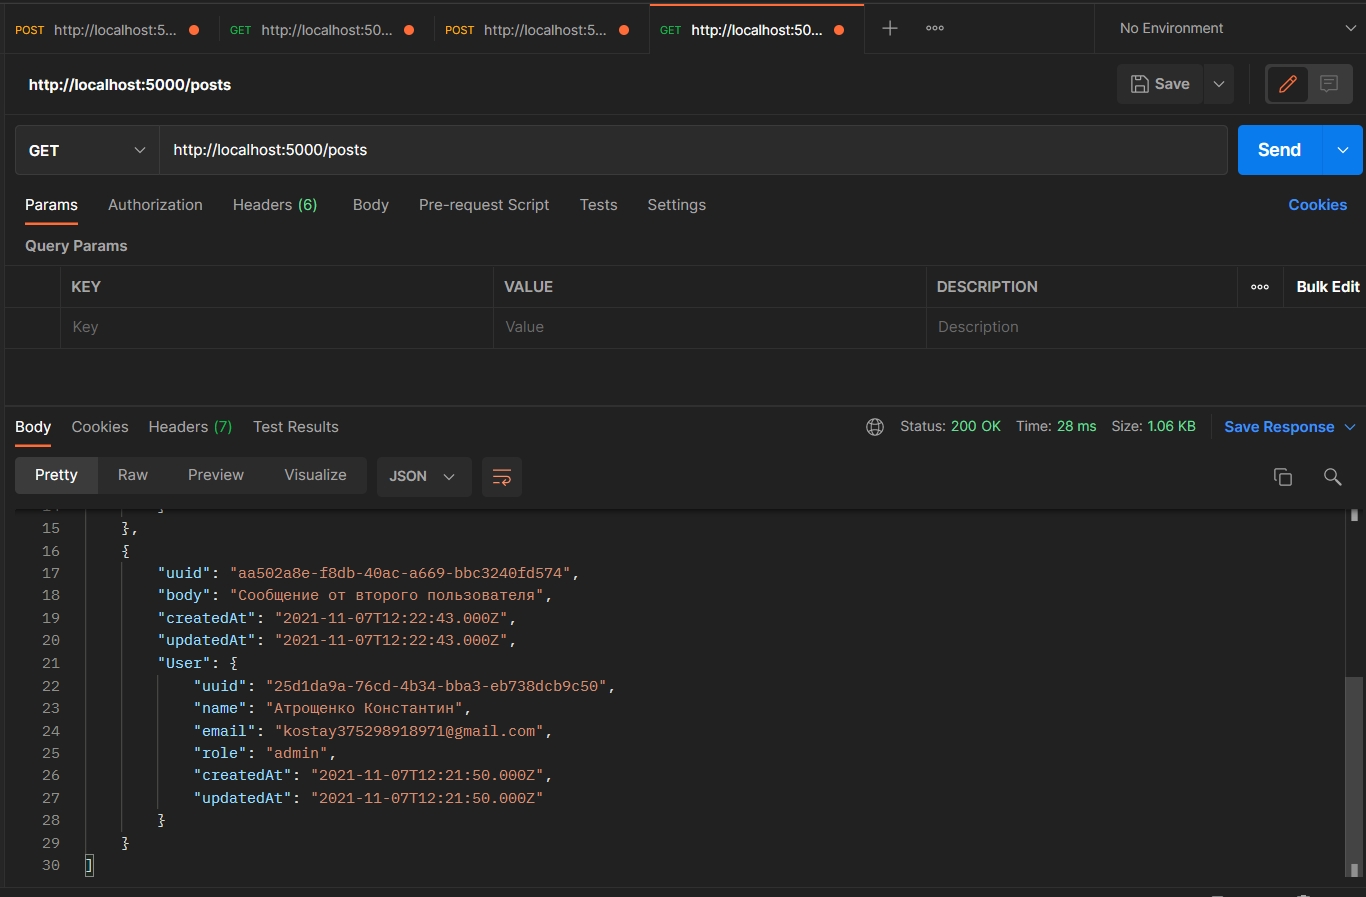 POST http://localhost:5...
GET http://localhost:50...
POST http://localhost:5...
GET http://localhost:50...
No Environment
http://localhost:5000/posts
Save
GET http://localhost:5000/posts
Send
Params Authorization Headers (6) Body Pre-request Script Tests Settings Cookies
Query Params
KEY VALUE DESCRIPTION Bulk Edit
Key Value Description
Body Cookies Headers (7) Test Results Status: 200 OK Time: 28 ms Size: 1.06 KB Save Response
Pretty Raw Preview Visualize JSON
15 },
16 {
17 "uuid": "aa502a8e-f8db-40ac-a669-bbc3240fd574",
18 "body": "Сообщение от второго пользователя",
19 "createdAt": "2021-11-07T12:22:43.000Z",
20 "updatedAt": "2021-11-07T12:22:43.000Z",
21 "User": {
22 "uuid": "25d1da9a-76cd-4b34-bba3-eb738dcb9c50",
23 "name": "Атрощенко Константин",
24 "email": "kostay375298918971@gmail.com",
25 "role": "admin",
26 "createdAt": "2021-11-07T12:21:50.000Z",
27 "updatedAt": "2021-11-07T12:21:50.000Z"
28 }
29 }
30 ]